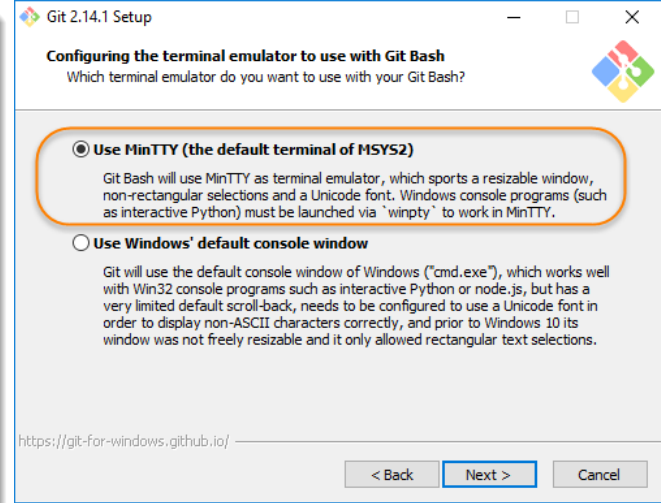 Git 2.14.1 Setup
Configuring the terminal emulator to use with Git Bash
Which terminal emulator do you want to use with your Git Bash?
Use MinTTY (the default terminal of MSYS2)
Git Bash will use MinTTY as terminal emulator, which sports a resizable window,
non-rectangular selections and a Unicode font. Windows console programs (such
as interactive Python) must be launched via `winpty` to work in MinTTY.
Use Windows' default console window
Git will use the default console window of Windows ("cmd.exe"), which works well
with Win32 console programs such as interactive Python or node.js, but has a
very limited default scroll-back, needs to be configured to use a Unicode font in
order to display non-ASCII characters correctly, and prior to Windows 10 its
window was not freely resizable and it only allowed rectangular text selections.
https://git-for-windows.github.io/
< Back Next > Cancel